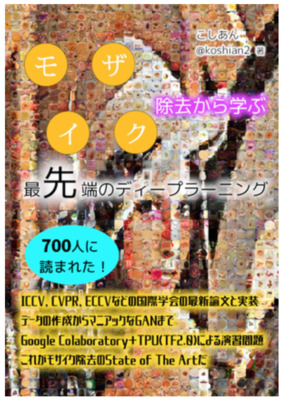 こしあん
@koshian2 著
モザイク
除去から学ぶ
最先端のディープラーニング
700人に
読まれた！
ICCV, CVPR, ECCVなどの国際学会の最新論文と実装
データの作成からマニアックなGANまで
Google Colaboratory+TPU(TF2.0)による演習問題
これがモザイク除去のState of The Artだ